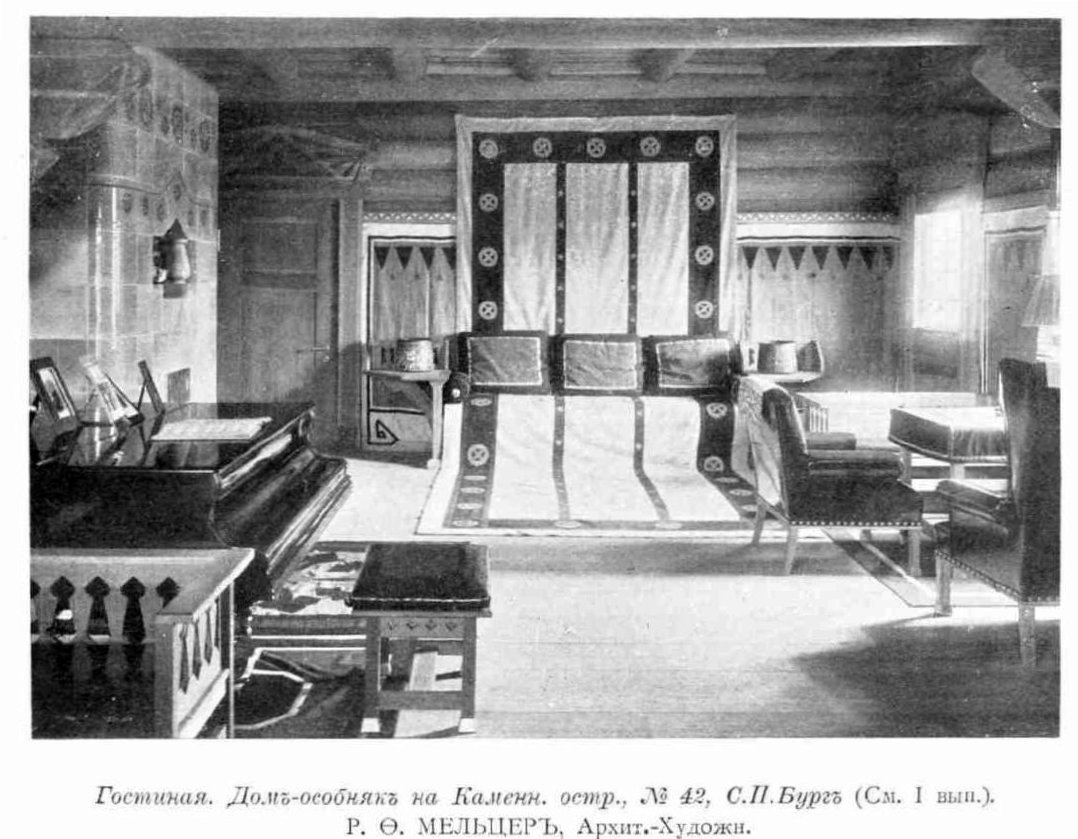 Гостиная. Домъ-особнякъ на Каменн. остр., № 42, С.П.Бургъ (См. I вып.).
Р. Ѳ. МЕЛЬЦЕРЪ, Архит.-Художн.